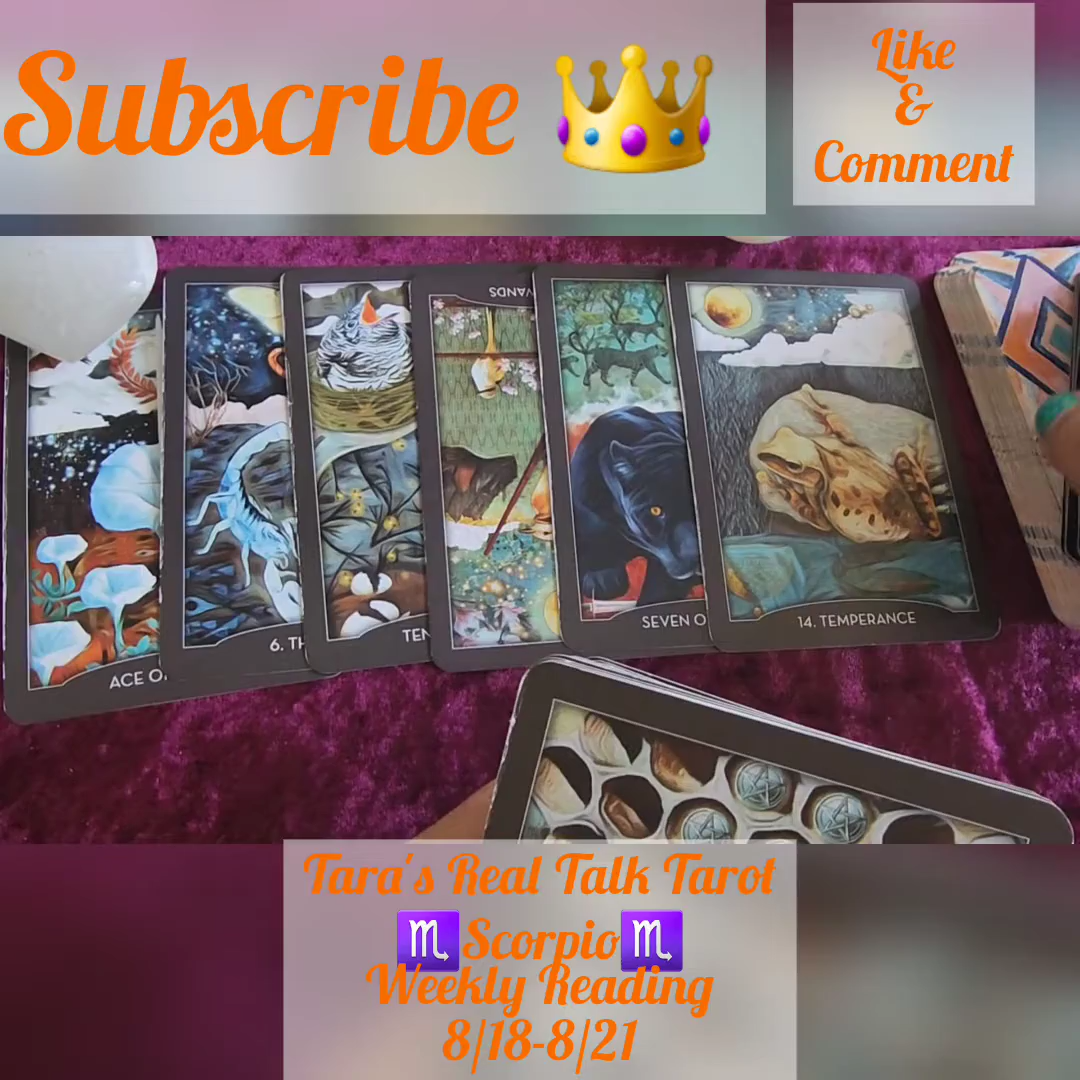 Subscribe
Like
&
Comment
WANDS
ACE O
6. TH
TEN
SEVEN O
14. TEMPERANCE
Tara's Real Talk Tarot
♏Scorpio♏
Weekly Reading
8/18-8/21